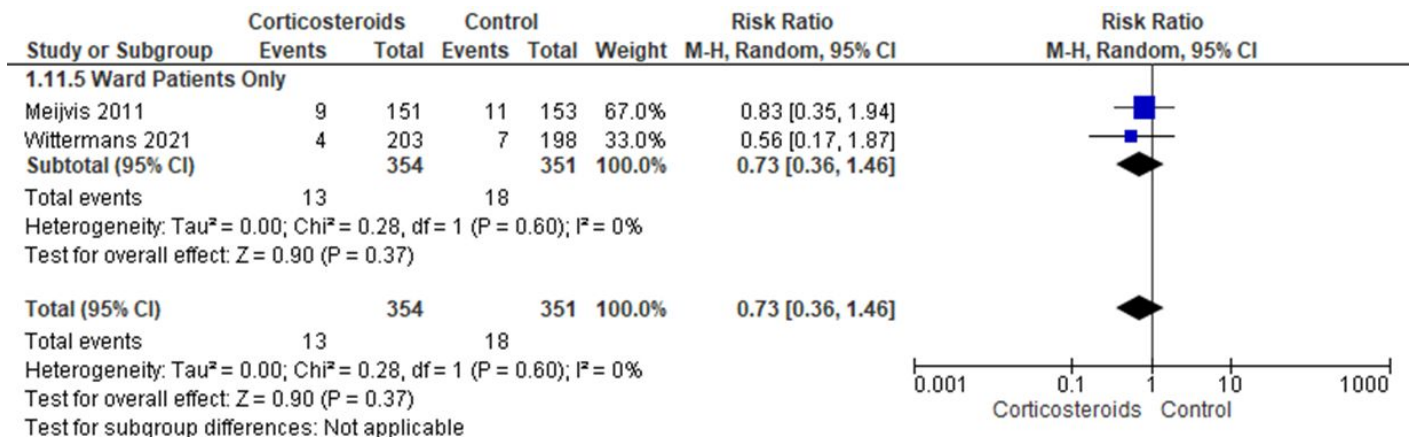 Corticosteroids Control Risk Ratio Risk Ratio
Study or Subgroup Events Total Events Total Weight M-H, Random, 95% CI M-H, Random, 95% CI
1.11.5 Ward Patients Only
Meijvis 2011 9 151 11 153 67.0% 0.83 [0.35, 1.94]
Wittermans 2021 4 203 7 198 33.0% 0.56 [0.17, 1.87]
Subtotal (95% CI) 354 351 100.0% 0.73 [0.36, 1.46]
Total events 13 18
Heterogeneity: Tau² = 0.00; Chi² = 0.28, df = 1 (P = 0.60); I² = 0%
Test for overall effect: Z = 0.90 (P = 0.37)
Total (95% CI) 354 351 100.0% 0.73 [0.36, 1.46]
Total events 13 18
Heterogeneity: Tau² = 0.00; Chi² = 0.28, df = 1 (P = 0.60); I² = 0%
Test for overall effect: Z = 0.90 (P = 0.37)
Test for subgroup differences: Not applicable
0.001 0.1 1 10 1000
Corticosteroids Control